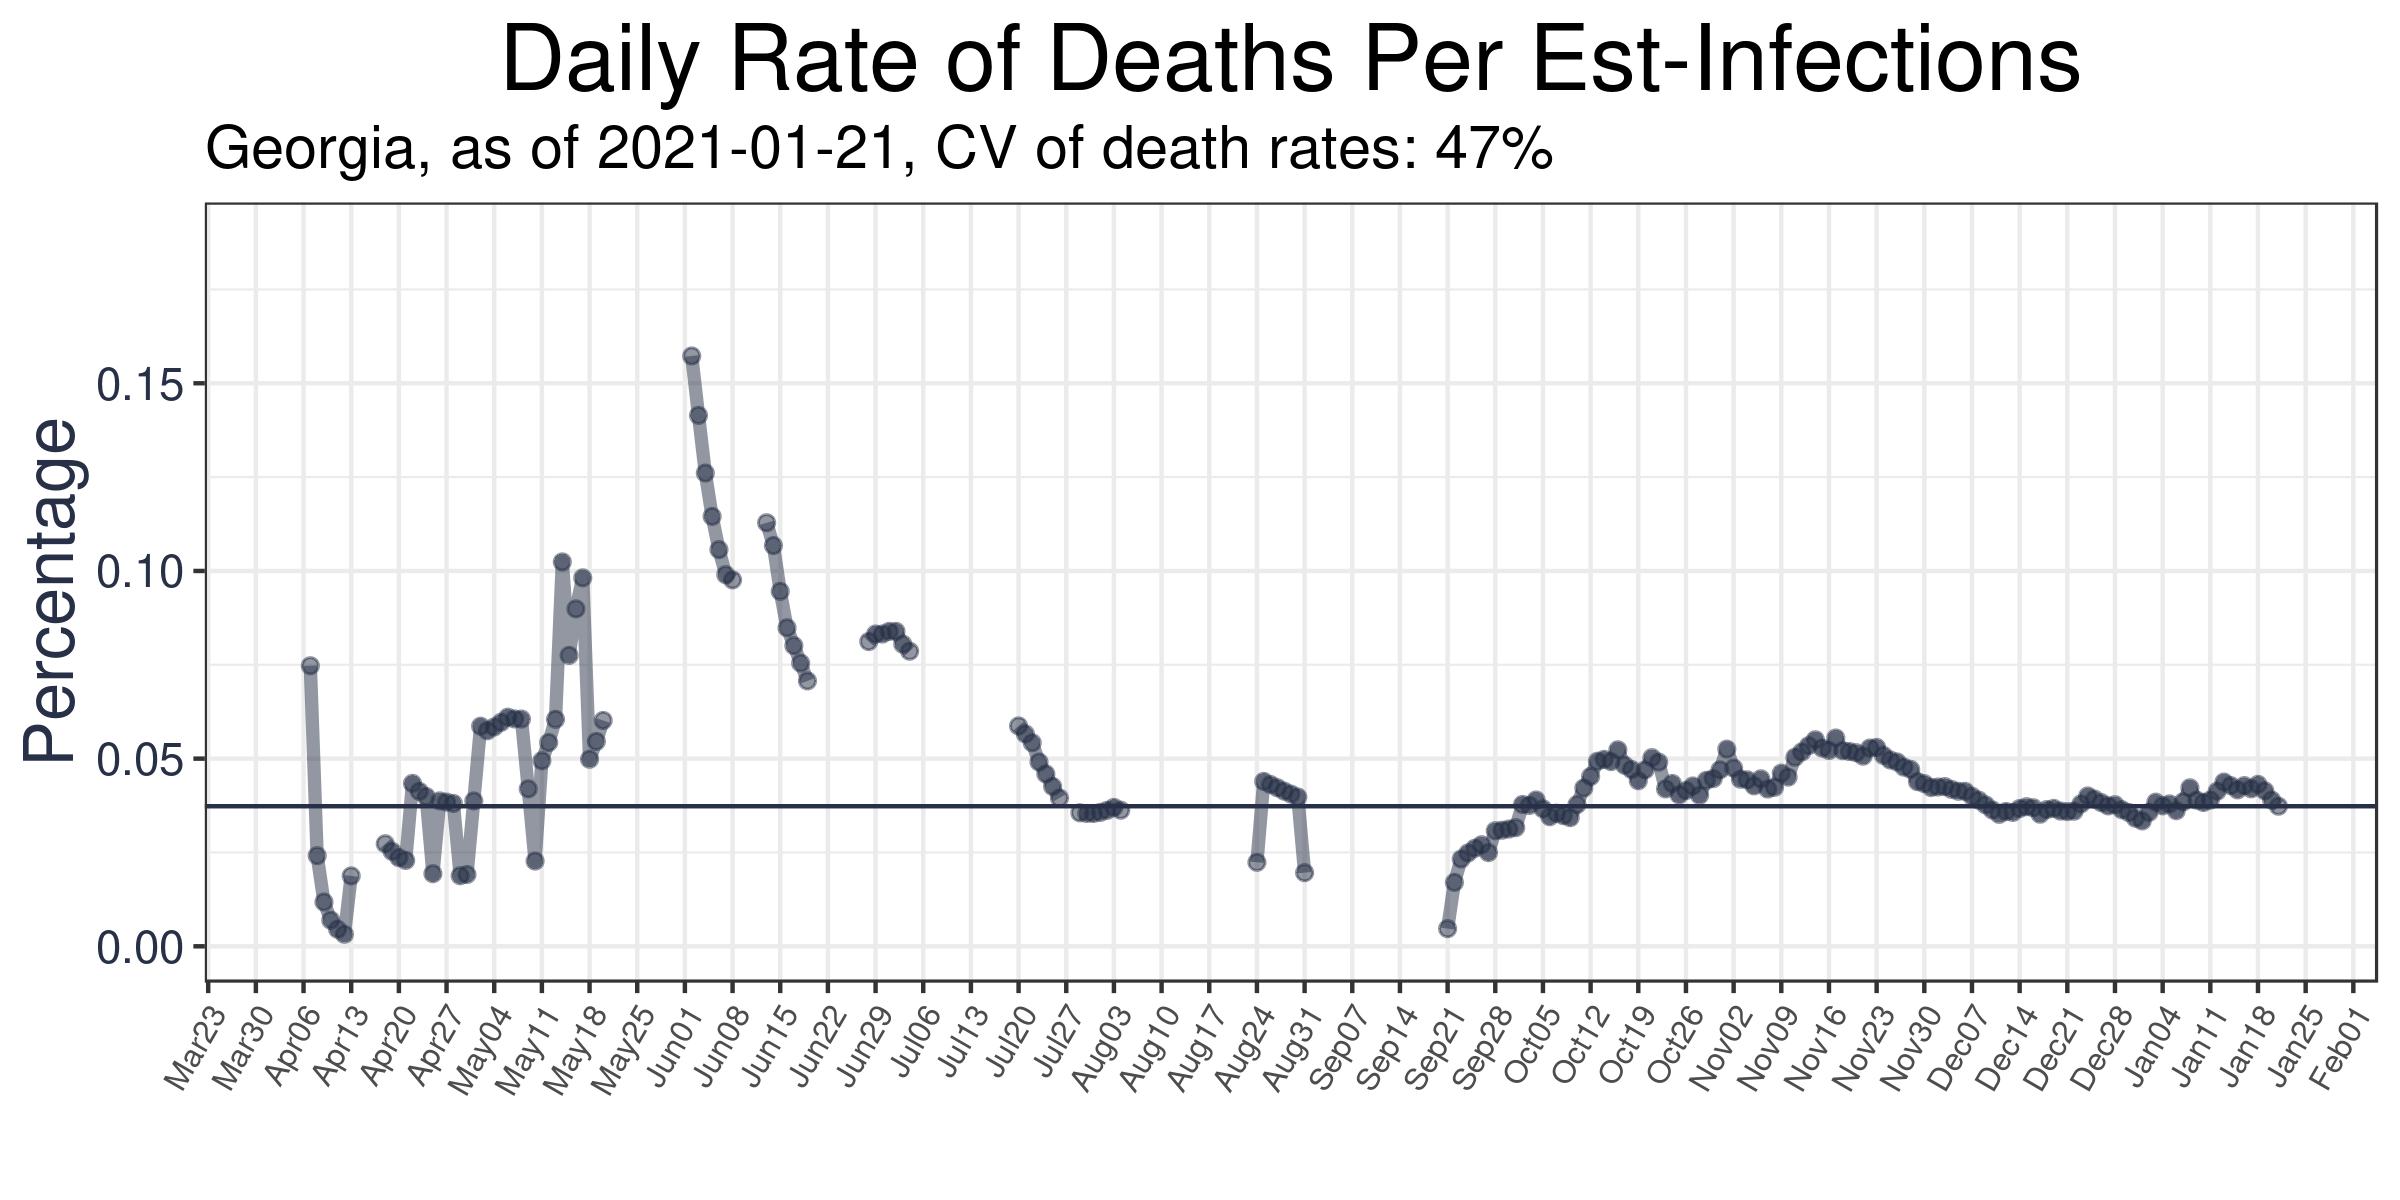 Daily Rate of Deaths Per Est-Infections
Georgia, as of 2021-01-21, CV of death rates: 47%
Percentage
0.15
0.10
0.05
0.00
Mar23 Mar30 Apr06 Apr13 Apr20 Apr27 May04 May11 May18 May25 Jun01 Jun08 Jun15 Jun22 Jun29 Jul06 Jul13 Jul20 Jul27 Aug03 Aug10 Aug17 Aug24 Aug31 Sep07 Sep14 Sep21 Sep28 Oct05 Oct12 Oct19 Oct26 Nov02 Nov09 Nov16 Nov23 Nov30 Dec07 Dec14 Dec21 Dec28 Jan04 Jan11 Jan18 Jan25 Feb01